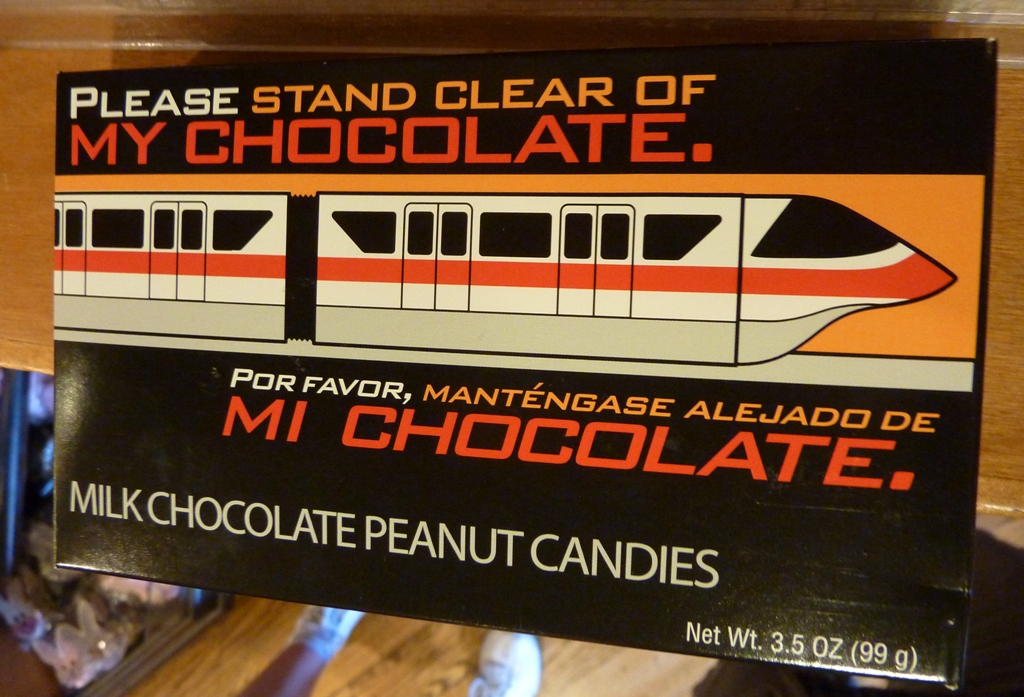 PLEASE STAND CLEAR OF
MY CHOCOLATE.
POR FAVOR, MANTÉNGASE ALEJADO DE
MI CHOCOLATE.
MILK CHOCOLATE PEANUT CANDIES
Net Wt. 3.5 OZ (99 g)